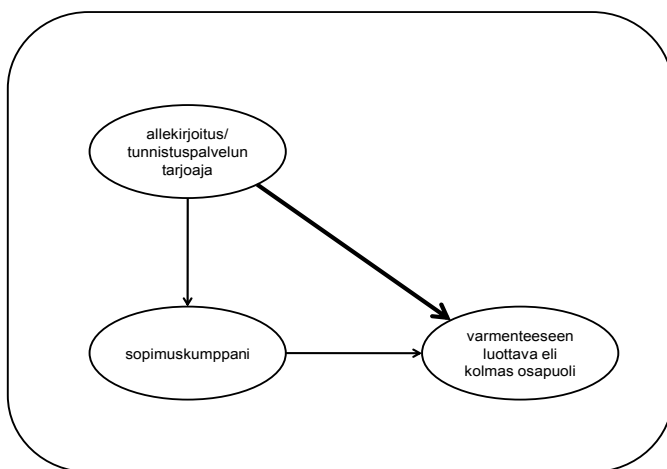 allekirjoitus/
tunnistuspalvelun
tarjoaja
sopimuskumppani
varmenteeseen
luottava eli
kolmas osapuoli